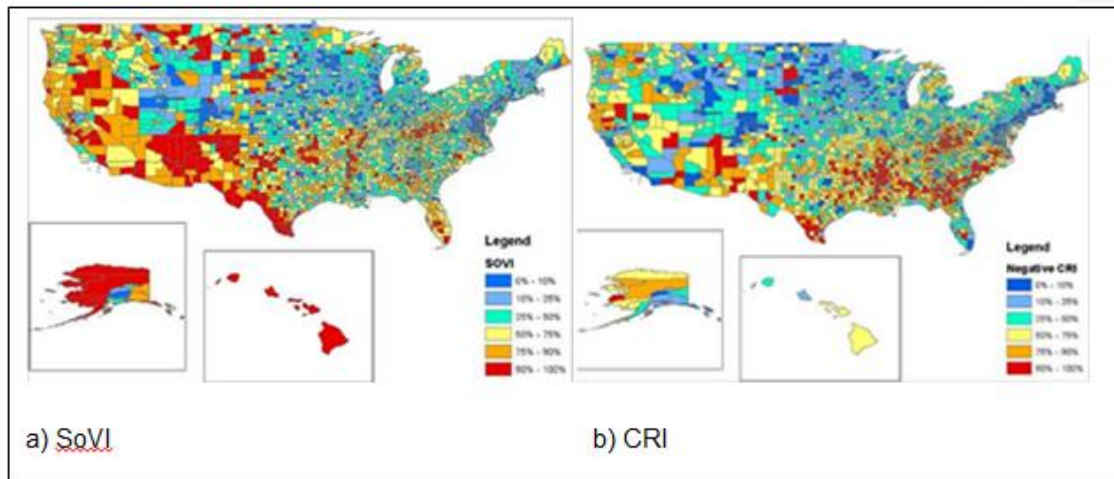 Legend
SOVI
0% - 10%
10% - 25%
25% - 50%
50% - 75%
75% - 90%
90% - 100%
Legend
Negative CRI
0% - 10%
10% - 25%
25% - 50%
50% - 75%
75% - 90%
90% - 100%
a) SoVI
b) CRI